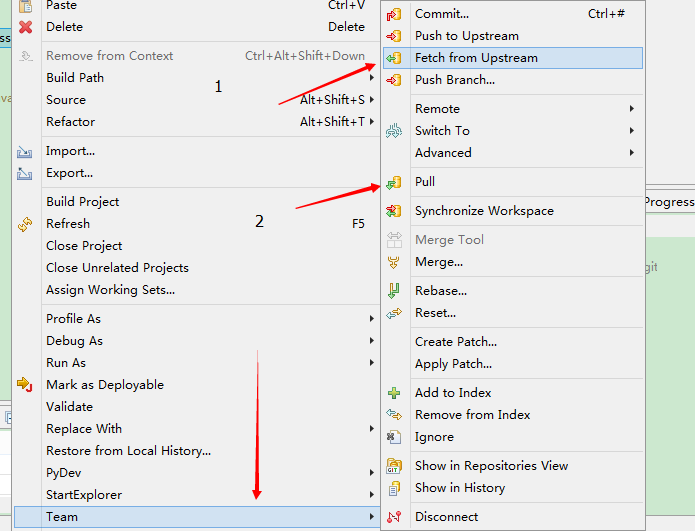 Paste Ctrl+V
Delete Delete
Remove from Context Ctrl+Alt+Shift+Down
Build Path
1
Source Alt+Shift+S
Refactor Alt+Shift+T
Import...
Export...
Build Project
2
Refresh F5
Close Project
Close Unrelated Projects
Assign Working Sets...
Profile As
Debug As
Run As
Mark as Deployable
Validate
Replace With
Restore from Local History...
PyDev
StartExplorer
Team
Commit... Ctrl+#
Push to Upstream
Fetch from Upstream
Push Branch...
Remote
Switch To
Advanced
Pull
Synchronize Workspace
Merge Tool
Merge...
Rebase...
Reset...
Create Patch...
Apply Patch...
Add to Index
Remove from Index
Ignore
GIT
Show in Repositories View
Show in History
Disconnect
ss
va
Progress
git